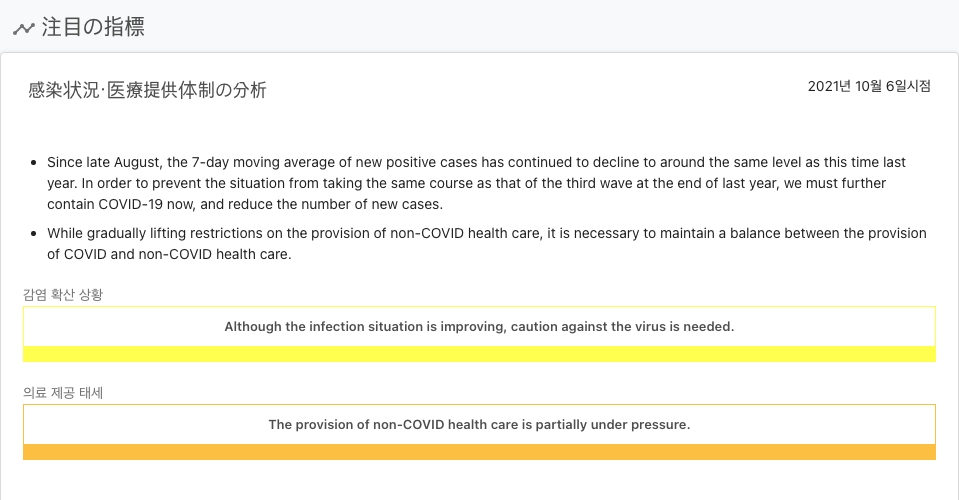 注目の指標
感染状況·医療提供体制の分析
2021년 10월 6일시점
Since late August, the 7-day moving average of new positive cases has continued to decline to around the same level as this time last
year. In order to prevent the situation from taking the same course as that of the third wave at the end of last year, we must further
contain COVID-19 now, and reduce the number of new cases.
While gradually lifting restrictions on the provision of non-COVID health care, it is necessary to maintain a balance between the provision
of COVID and non-COVID health care.
감염 확산 상황
Although the infection situation is improving, caution against the virus is needed.
의료 제공 태세
The provision of non-COVID health care is partially under pressure.